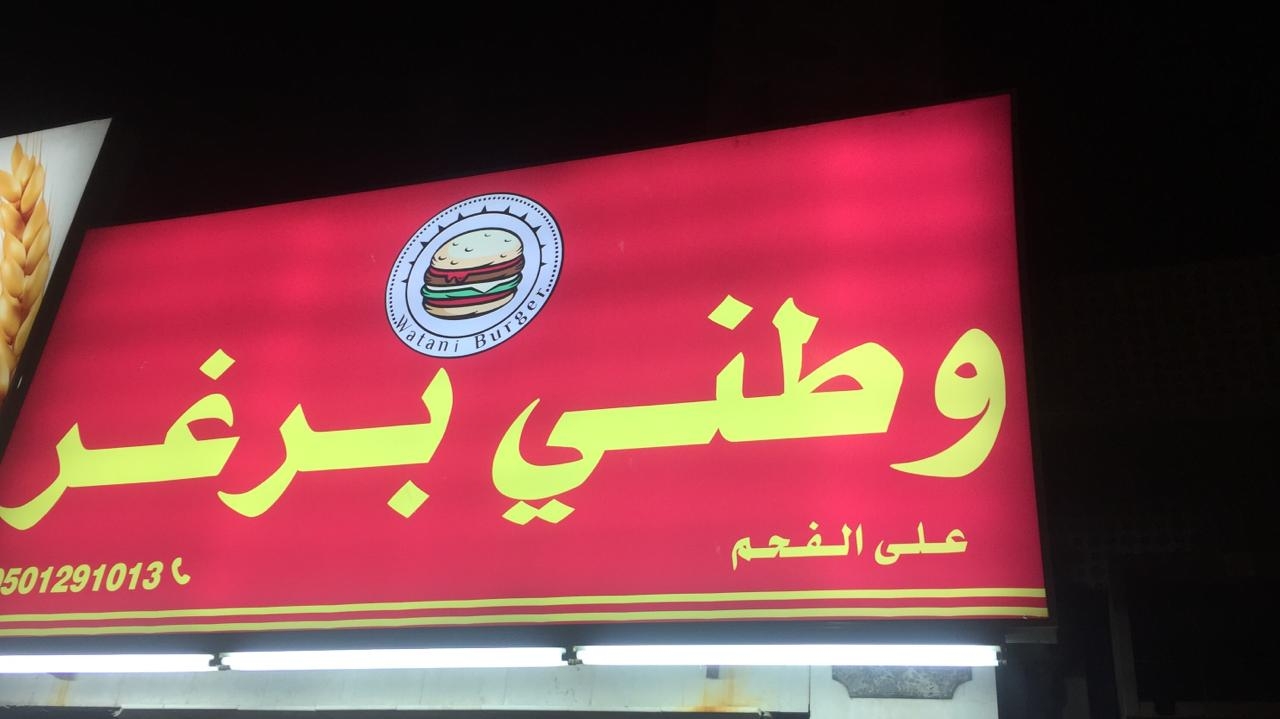 Watani Burger
وطني برغر
على الفحم
0501291013